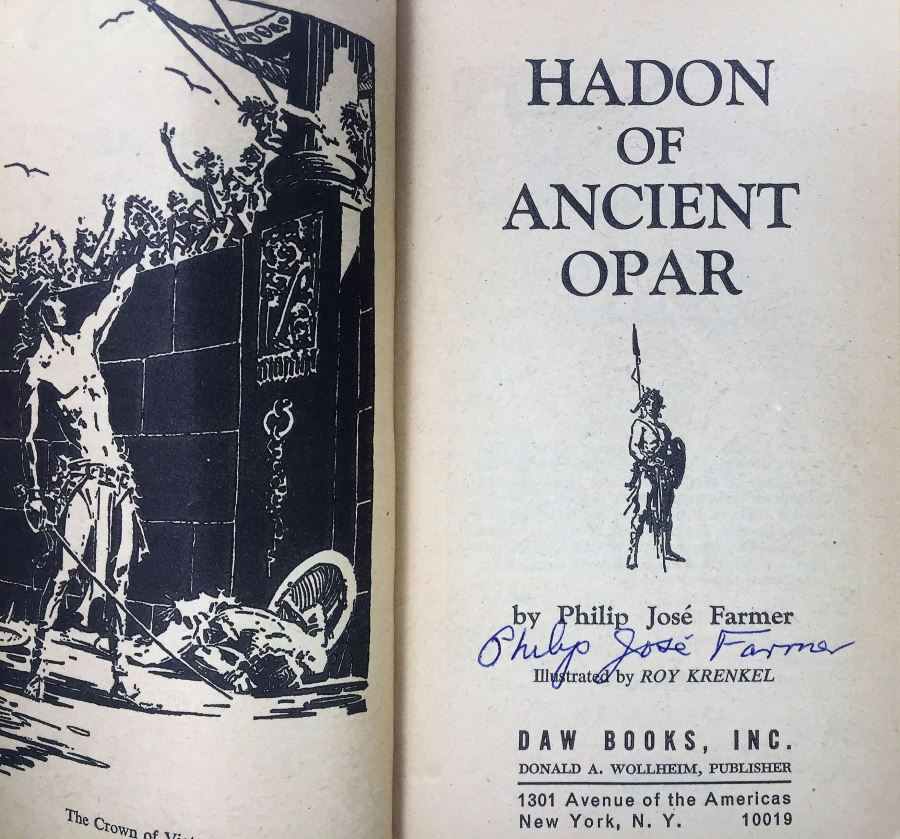 The Crown of
HADON
OF
ANCIENT
OPAR
by Philip José Farmer
Philip José Farmer
Illustrated by ROY KRENKEL
DAW BOOKS, INC.
DONALD A. WOLLHEIM, PUBLISHER
1301 Avenue of the Americas
New York, N. Y. 10019